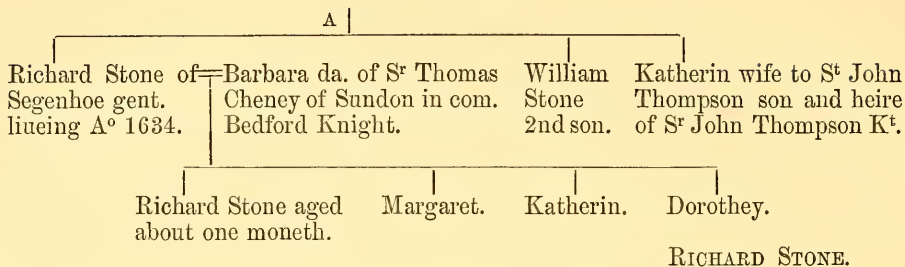 A
Richard Stone of=Barbara da. of Sʳ Thomas William Katherin wife to Sᵗ John
Segenhoe gent. Cheney of Sundon in com. Stone Thompson son and heire
liueing Aᵒ 1634. Bedford Knight. 2nd son. of Sʳ John Thompson Kᵗ.
Richard Stone aged Margaret. Katherin. Dorothey.
about one moneth.
RICHARD STONE.